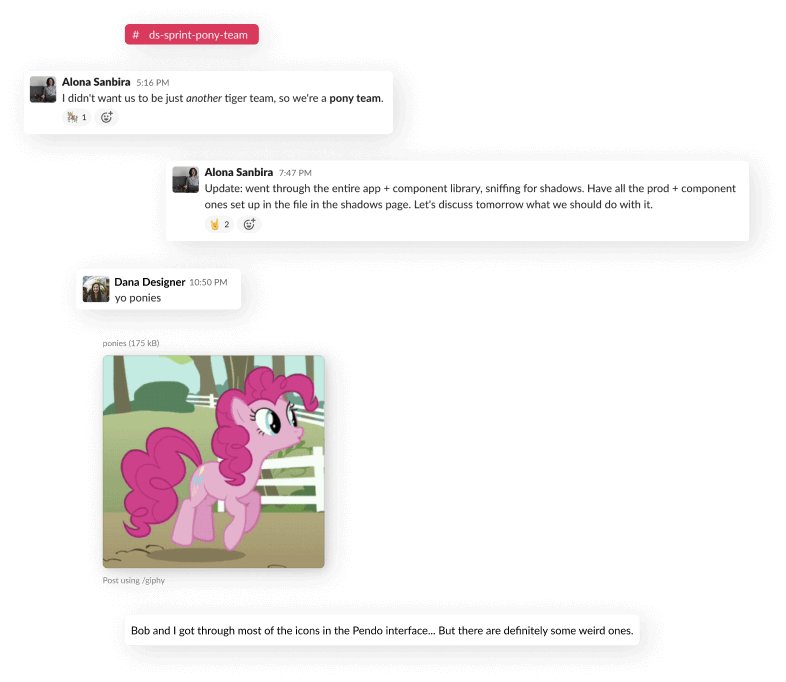 # ds-sprint-pony-team
Alona Sanbira 5:16 PM
I didn't want us to be just another tiger team, so we're a pony team.
1
Alona Sanbira 7:47 PM
Update: went through the entire app + component library, sniffing for shadows. Have all the prod + component
ones set up in the file in the shadows page. Let's discuss tomorrow what we should do with it.
2
Dana Designer 10:50 PM
yo ponies
ponies (175 kB)
Post using /giphy
Bob and I got through most of the icons in the Pendo interface... But there are definitely some weird ones.